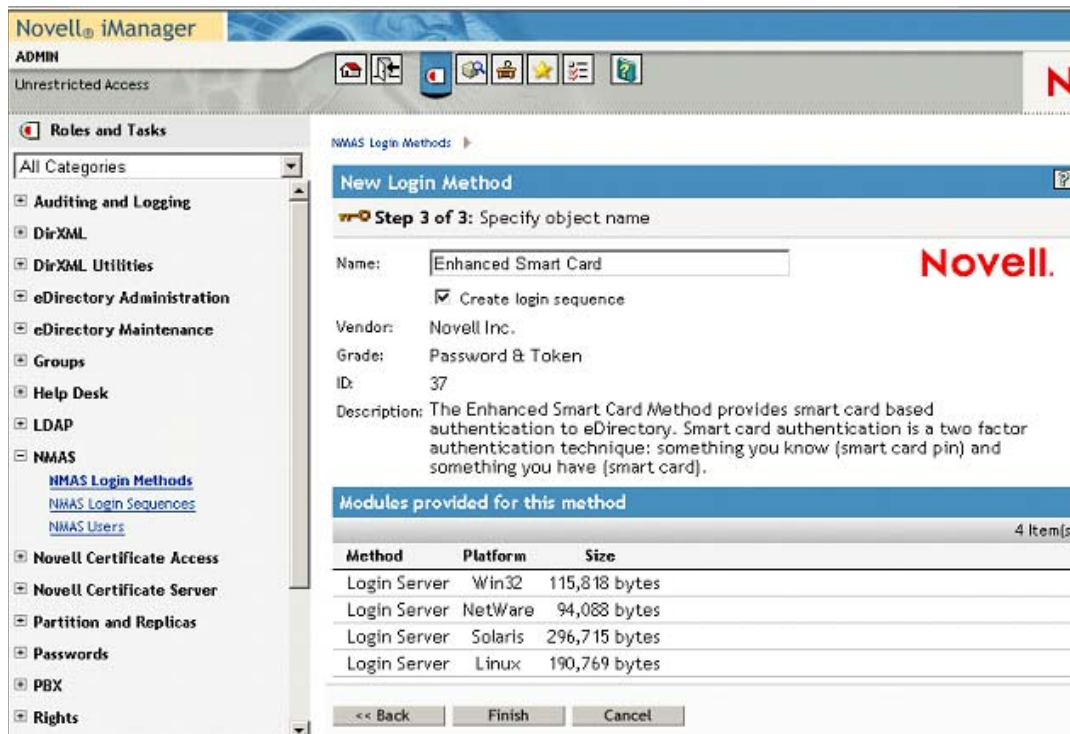 Novell® iManager
ADMIN
Unrestricted Access
Roles and Tasks
All Categories
Auditing and Logging
DirXML
DirXML Utilities
eDirectory Administration
eDirectory Maintenance
Groups
Help Desk
LDAP
NMAS
NMAS Login Methods
NMAS Login Sequences
NMAS Users
Novell Certificate Access
Novell Certificate Server
Partition and Replicas
Passwords
PBX
Rights
N
NMAS Login Methods
New Login Method
?
Step 3 of 3: Specify object name
Name: Enhanced Smart Card
Novell.
Create login sequence
Vendor: Novell Inc.
Grade: Password & Token
ID: 37
Description: The Enhanced Smart Card Method provides smart card based
authentication to eDirectory. Smart card authentication is a two factor
authentication technique: something you know (smart card pin) and
something you have (smart card).
Modules provided for this method
4 Item(s
Method Platform Size
Login Server Win32 115,818 bytes
Login Server NetWare 94,088 bytes
Login Server Solaris 296,715 bytes
Login Server Linux 190,769 bytes
<< Back Finish Cancel